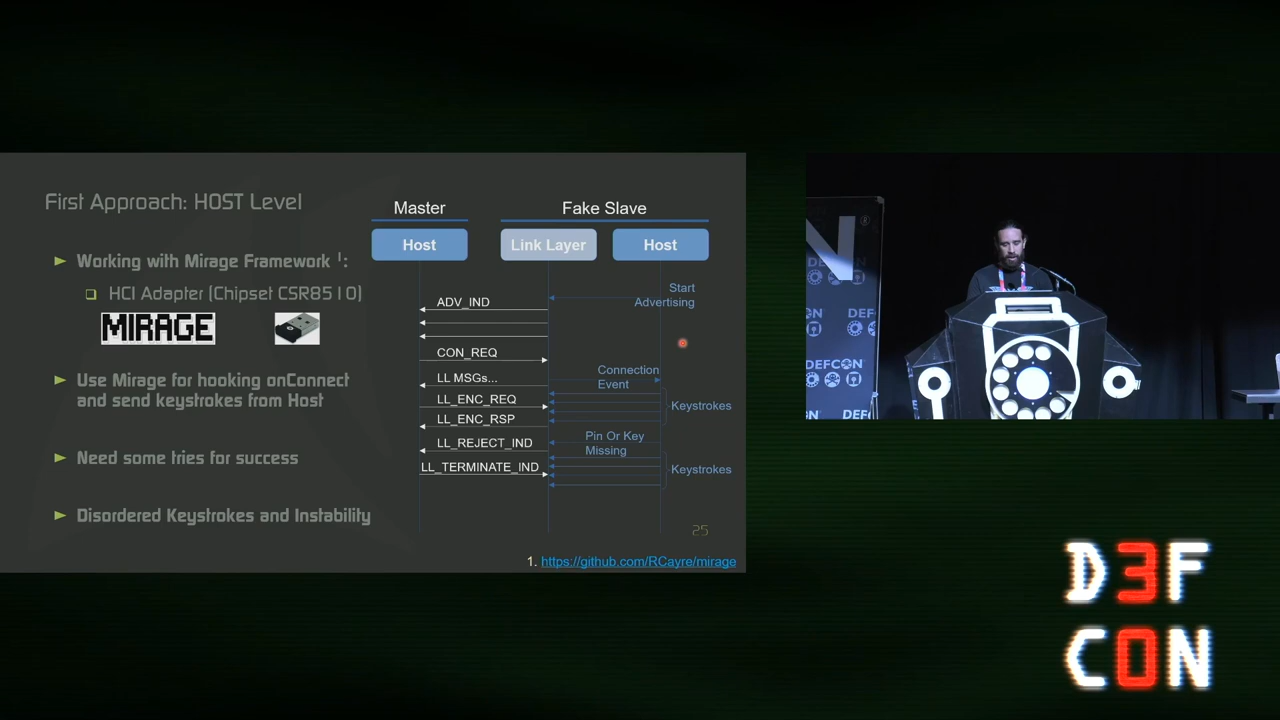 First Approach: HOST Level
Working with Mirage Framework 1:
HCI Adapter (Chipset CSR8510)
MIRAGE
Use Mirage for hooking onConnect
and send keystrokes from Host
Need some tries for success
Disordered Keystrokes and Instability
Master
Fake Slave
Host
Link Layer
Host
Start
Advertising
ADV_IND
CON_REQ
Connection
Event
LL MSGs...
LL_ENC_REQ
Keystrokes
LL_ENC_RSP
Pin Or Key
Missing
LL_REJECT_IND
LL_TERMINATE_IND
Keystrokes
25
1. https://github.com/RCayre/mirage
N
®
DEFCON
DEF
D3F
C0N